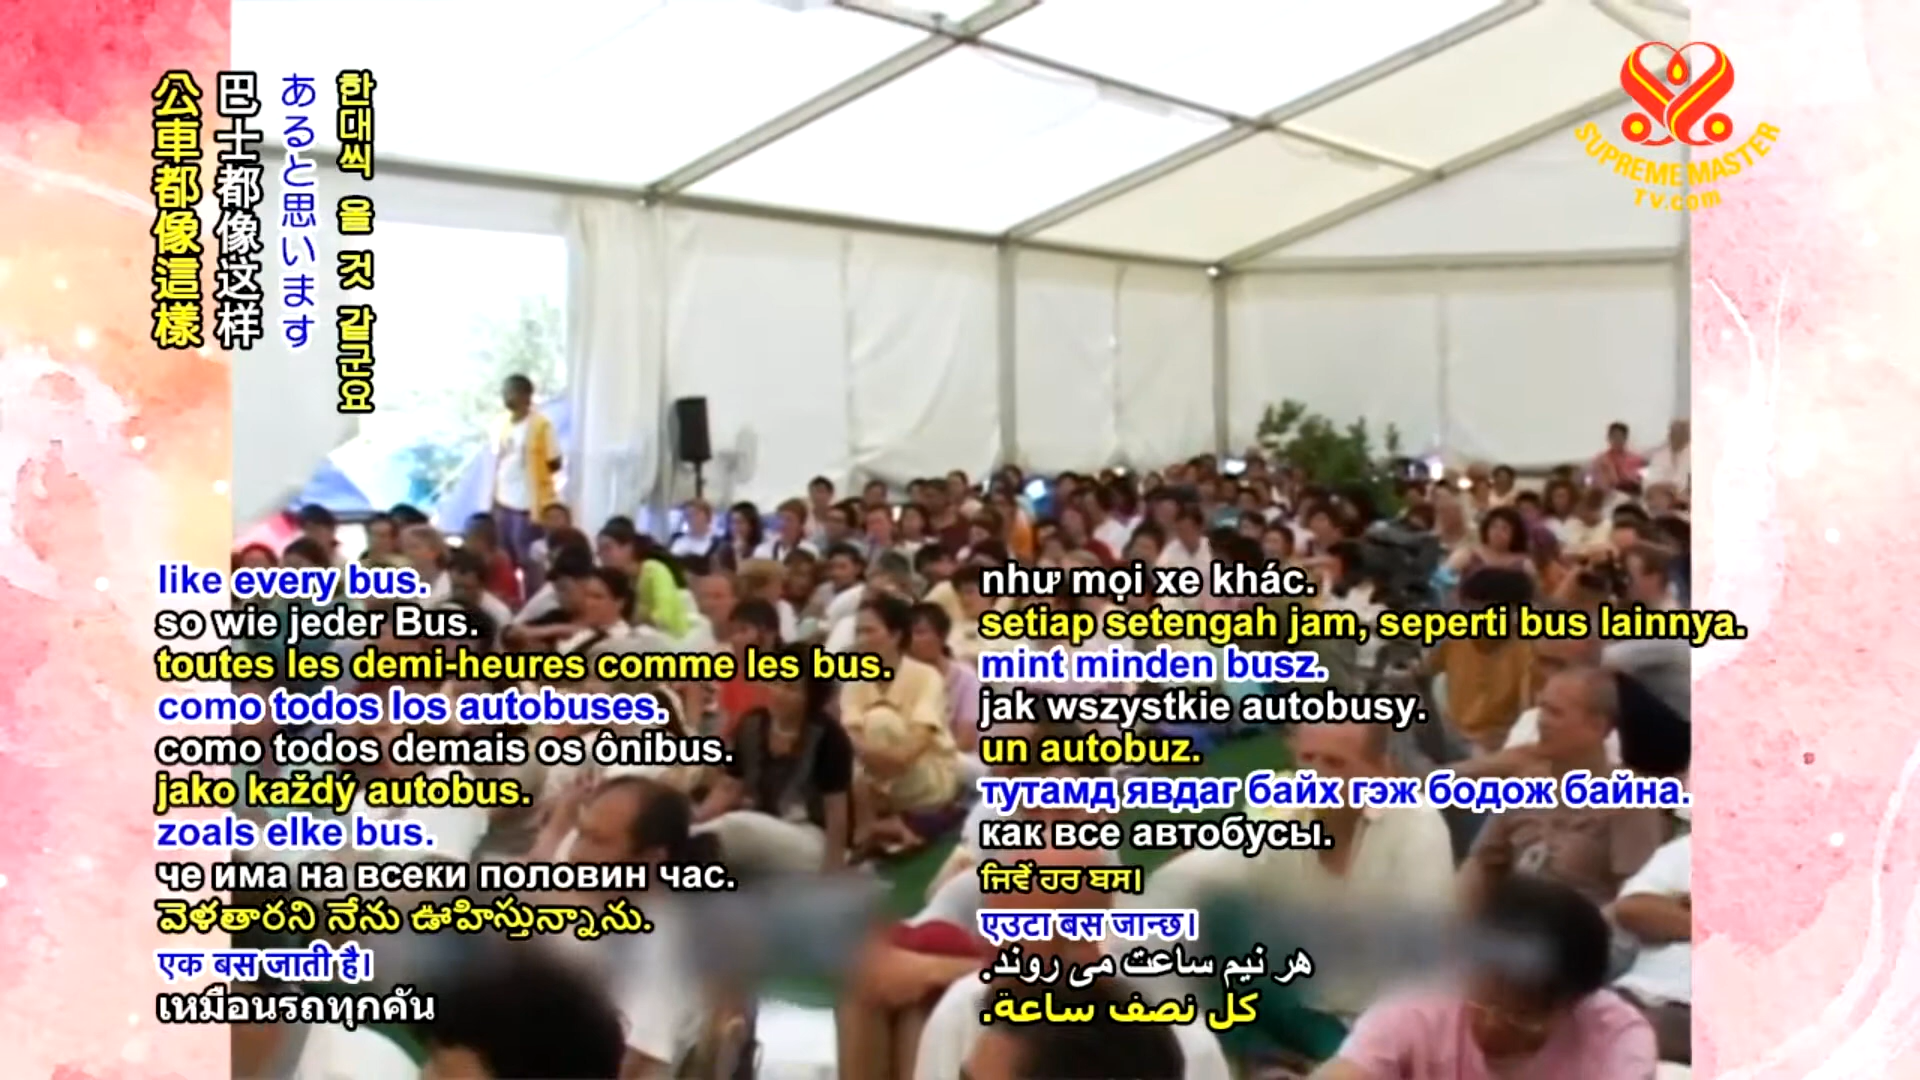 公車都像這樣
巴士都像这样
あると思います
한대씩 올 것 같군요
SUPREME MASTER
TV.com
like every bus.
so wie jeder Bus.
toutes les demi-heures comme les bus.
como todos los autobuses.
como todos demais os ônibus.
jako každý autobus.
zoals elke bus.
че има на всеки половин час.
వెళతారని నేను ఊహిస్తున్నాను.
एक बस जाती है।
เหมือนรถทุกคัน
như mọi xe khác.
setiap setengah jam, seperti bus lainnya.
mint minden busz.
jak wszystkie autobusy.
un autobuz.
тутамд явдаг байх гэж бодож байна.
как все автобусы.
ਜਿਵੇਂ ਹਰ ਬਸ।
एउटा बस जान्छ।
هر نیم ساعت می روند.
كل نصف ساعة.